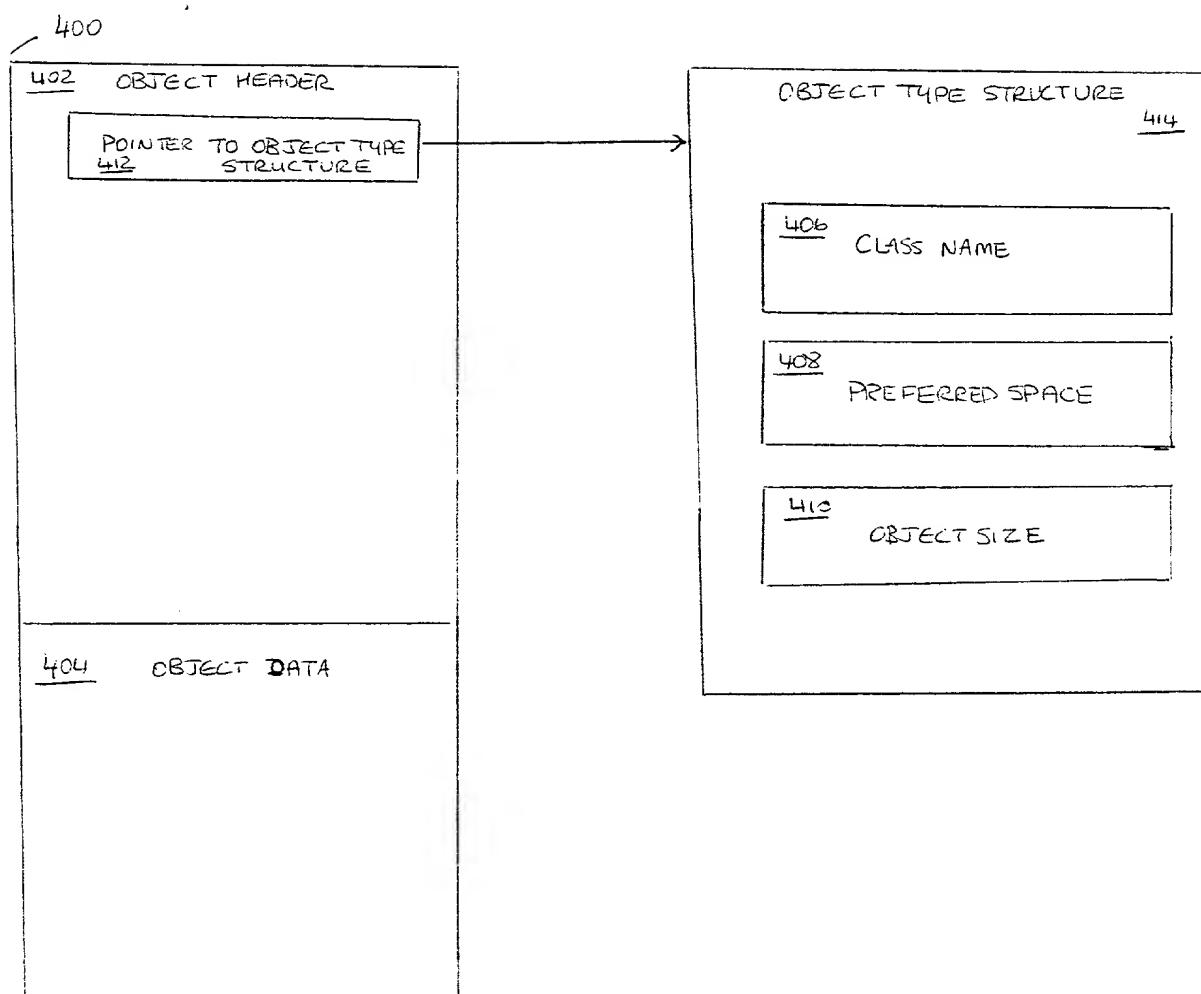 400
402 OBJECT HEADER
POINTER TO OBJECT TYPE
412 STRUCTURE
404 OBJECT DATA
OBJECT TYPE STRUCTURE
414
406
CLASS NAME
408
PREFERRED SPACE
410
OBJECT SIZE